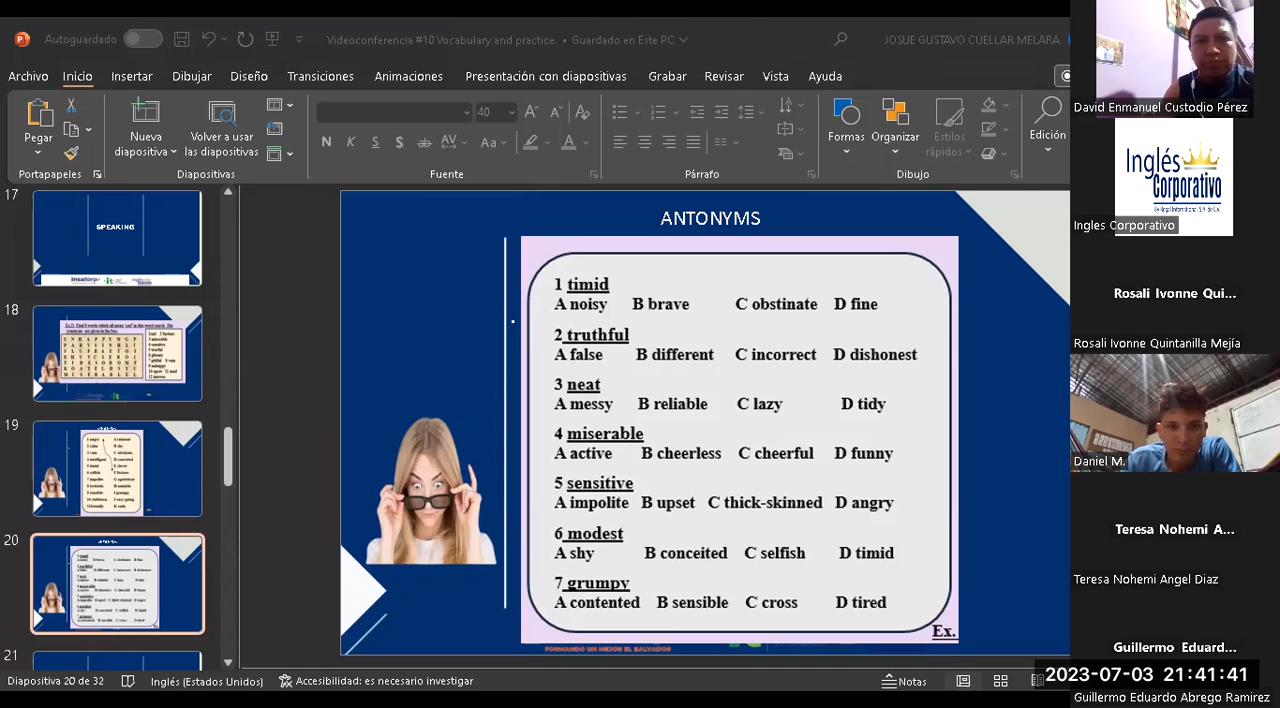 Autoguardado
Videoconferencia #10 Vocabulary and practice. • Guardado en Este PC
JOSUE GUSTAVO CUELLAR MELARA
Archivo Inicio Insertar Dibujar Diseño Transiciones Animaciones Presentación con diapositivas Grabar Revisar Vista Ayuda
Pegar
Nueva diapositiva
Volver a usar las diapositivas
40
N K S S ab AV Aa
Formas
Organizar
Estilos rápidos
Edición
Portapapeles Diapositivas Fuente Párrafo Dibujo
17
SPEAKING
18
19
20
21
ANTONYMS
1 timid
A noisy B brave C obstinate D fine
2 truthful
A false B different C incorrect D dishonest
3 neat
A messy B reliable C lazy D tidy
4 miserable
A active B cheerless C cheerful D funny
5 sensitive
A impolite B upset C thick-skinned D angry
6 modest
A shy B conceited C selfish D timid
7 grumpy
A contented B sensible C cross D tired
Ex.
FORMANDO UN MEJOR EL SALVADOR
Diapositiva 20 de 32
Inglés (Estados Unidos)
Accesibilidad: es necesario investigar
Notas
David Enmanuel Custodio Pérez
Inglés
Corporativo
Ingles Corporativo
Rosali Ivonne Qui...
Rosali Ivonne Quintanilla Mejía
Daniel M.
Teresa Nohemi A...
Teresa Nohemi Angel Diaz
Guillermo Eduard...
2023-07-03 21:41:41
Guillermo Eduardo Abrego Ramirez